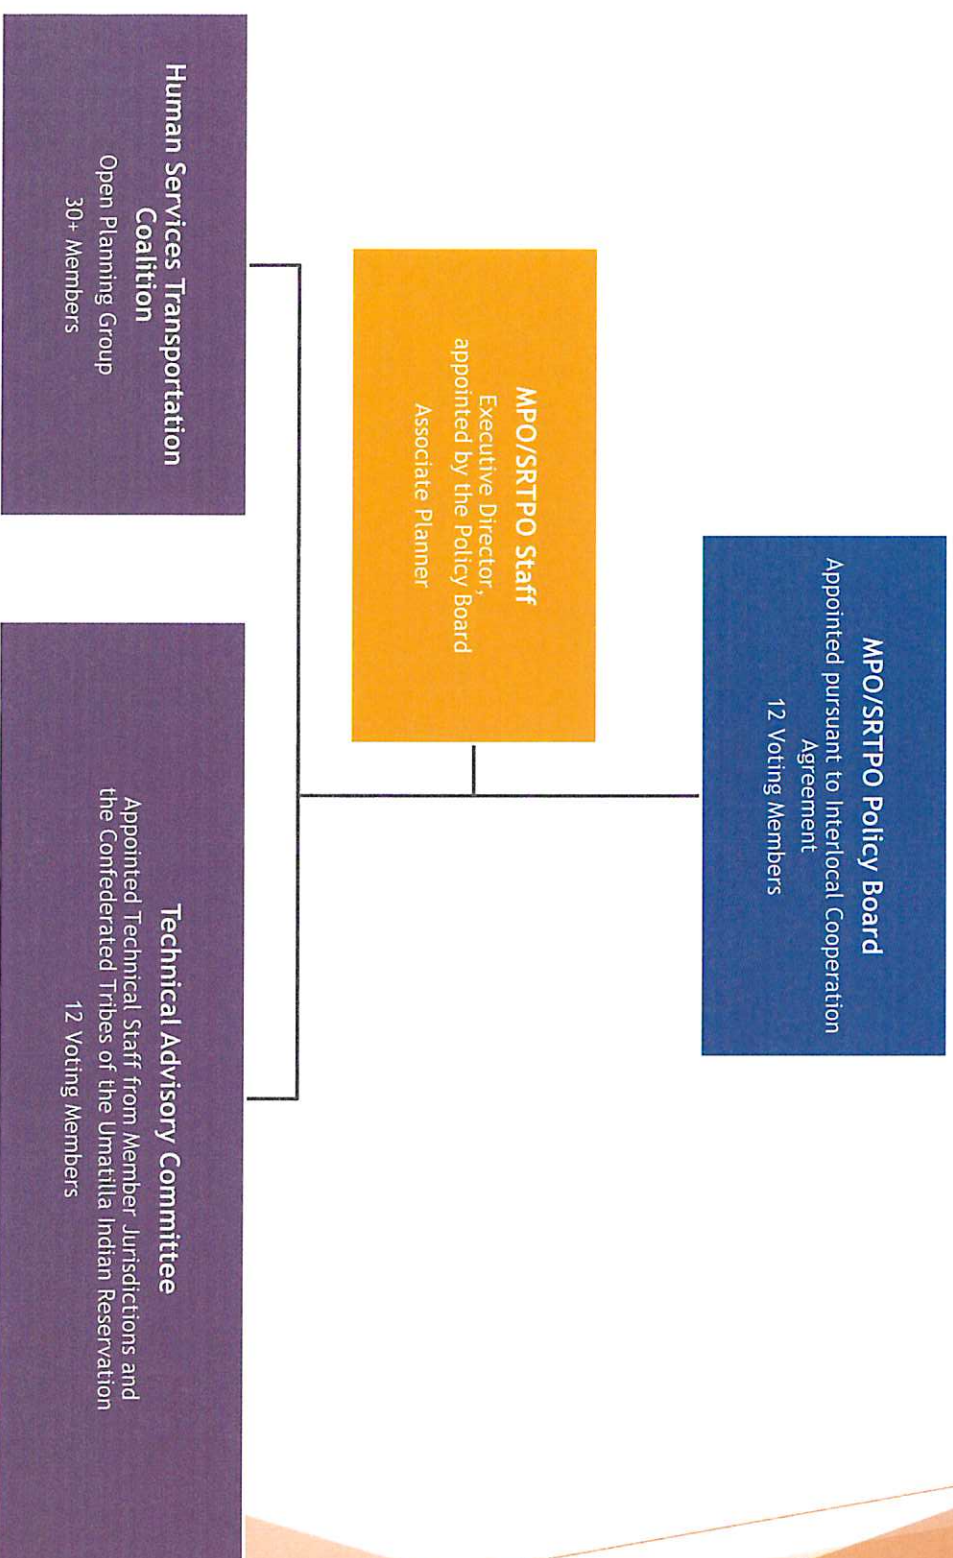 MPO/SRTPO Policy Board
Appointed pursuant to Interlocal Cooperation
Agreement
12 Voting Members
MPO/SRTPO Staff
Executive Director,
appointed by the Policy Board
Associate Planner
Human Services Transportation
Coalition
Open Planning Group
30+ Members
Technical Advisory Committee
Appointed Technical Staff from Member Jurisdictions and
the Confederated Tribes of the Umatilla Indian Reservation
12 Voting Members